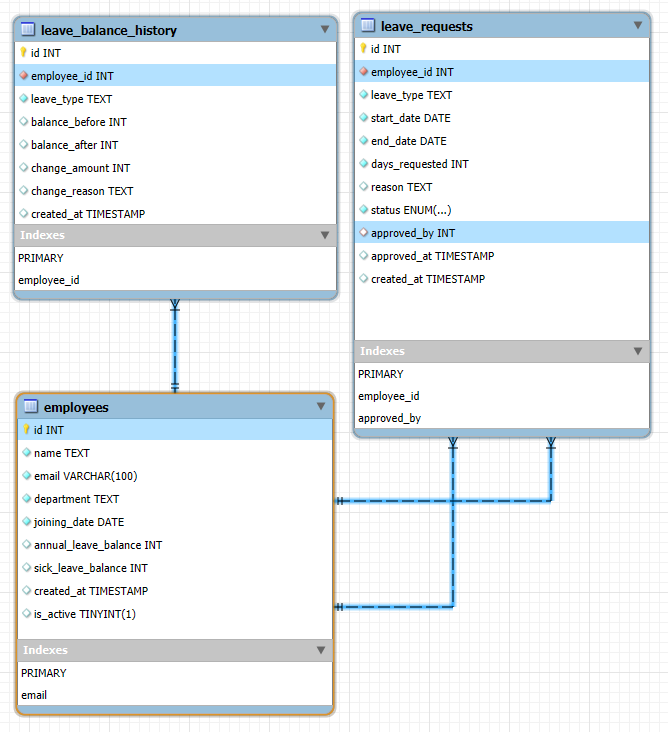 leave_balance_history
id INT
employee_id INT
leave_type TEXT
balance_before INT
balance_after INT
change_amount INT
change_reason TEXT
created_at TIMESTAMP
Indexes
PRIMARY
employee_id
leave_requests
id INT
employee_id INT
leave_type TEXT
start_date DATE
end_date DATE
days_requested INT
reason TEXT
status ENUM(...)
approved_by INT
approved_at TIMESTAMP
created_at TIMESTAMP
Indexes
PRIMARY
employee_id
approved_by
employees
id INT
name TEXT
email VARCHAR(100)
department TEXT
joining_date DATE
annual_leave_balance INT
sick_leave_balance INT
created_at TIMESTAMP
is_active TINYINT(1)
Indexes
PRIMARY
email